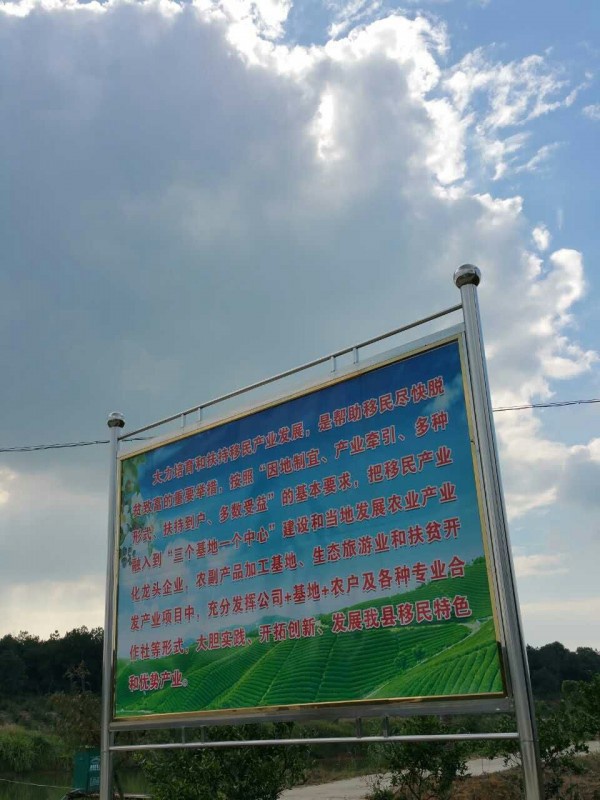 大力培育和扶持移民产业发展，是帮助移民尽快脱
贫致富的重要举措，按照“因地制宜、产业牵引、多种
形式、扶持到户、多数受益”的基本要求，把移民产业
融入到“三个基地一个中心”建设和当地发展农业产业
化龙头企业，农副产品加工基地、生态旅游业和扶贫开
发产业项目中，充分发挥公司+基地+农户及各种专业合
作社等形式，大胆实践、开拓创新、发展我县移民特色
和优势产业。